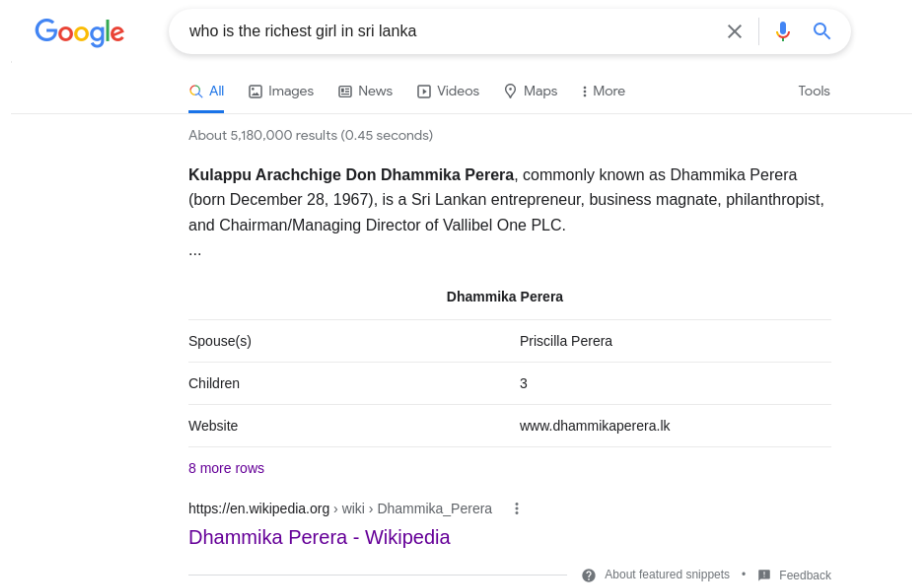 Google
who is the richest girl in sri lanka
All Images News Videos Maps More Tools
About 5,180,000 results (0.45 seconds)
Kulappu Arachchige Don Dhammika Perera, commonly known as Dhammika Perera
(born December 28, 1967), is a Sri Lankan entrepreneur, business magnate, philanthropist,
and Chairman/Managing Director of Vallibel One PLC.
...
Dhammika Perera
Spouse(s) Priscilla Perera
Children 3
Website www.dhammikaperera.lk
8 more rows
https://en.wikipedia.org › wiki › Dhammika_Perera
Dhammika Perera - Wikipedia
About featured snippets • Feedback